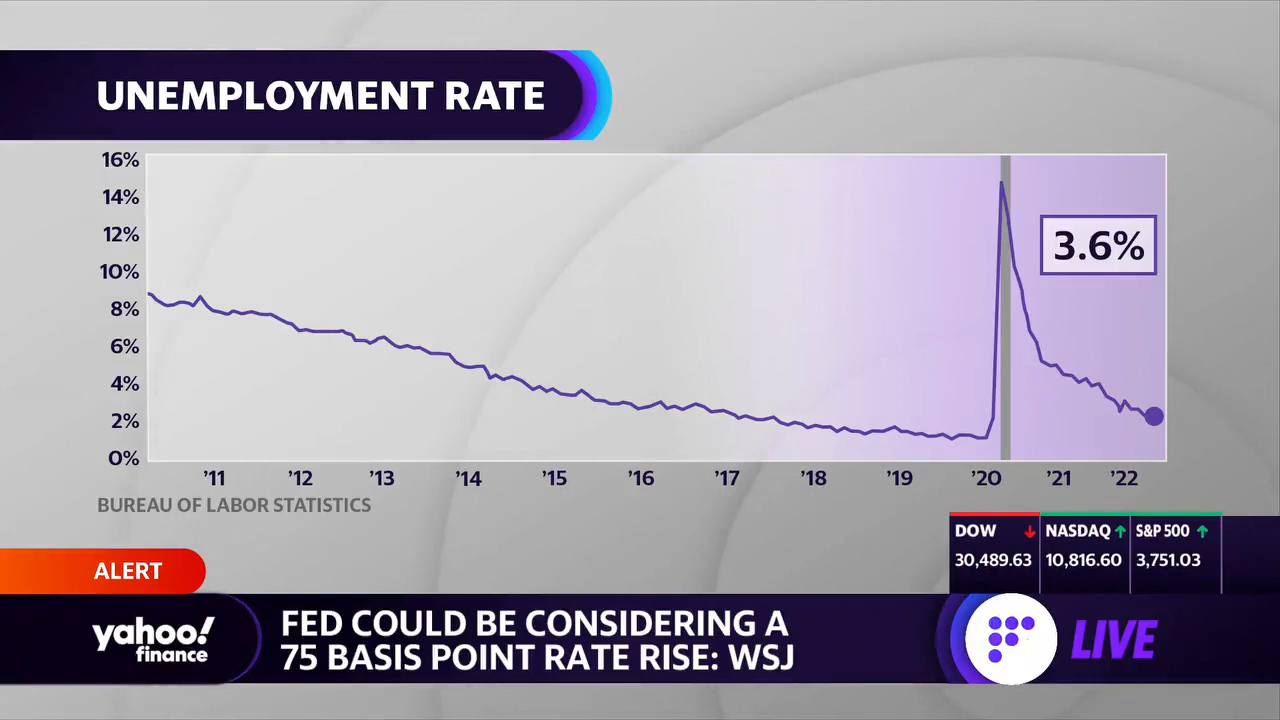 UNEMPLOYMENT RATE
16%
14%
12%
10%
8%
6%
4%
2%
0%
3.6%
'11 '12 '13 '14 '15 '16 '17 '18 '19 '20 '21 '22
BUREAU OF LABOR STATISTICS
DOW NASDAQ S&P 500
30,489.63 10,816.60 3,751.03
ALERT
yahoo!
finance
FED COULD BE CONSIDERING A
75 BASIS POINT RATE RISE: WSJ
LIVE